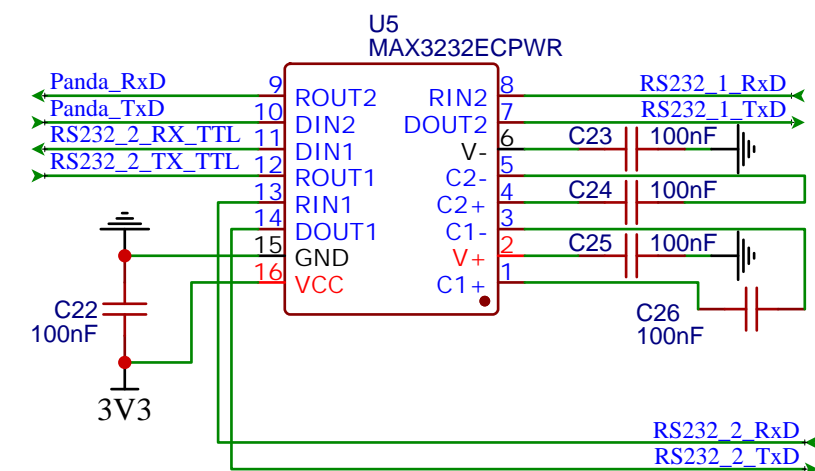 U5
MAX3232ECPWR
Panda_RxD 9 ROUT2 RIN2 8 RS232_1_RxD
Panda_TxD 10 DIN2 DOUT2 7 RS232_1_TxD
RS232_2_RX_TTL 11 DIN1 V- 6 C23 100nF
RS232_2_TX_TTL 12 ROUT1 C2- 5
13 RIN1 C2+ 4 C24 100nF
14 DOUT1 C1- 3
15 GND V+ 2 C25 100nF
16 VCC C1+ 1
C22
100nF
C26
100nF
3V3
RS232_2_RxD
RS232_2_TxD